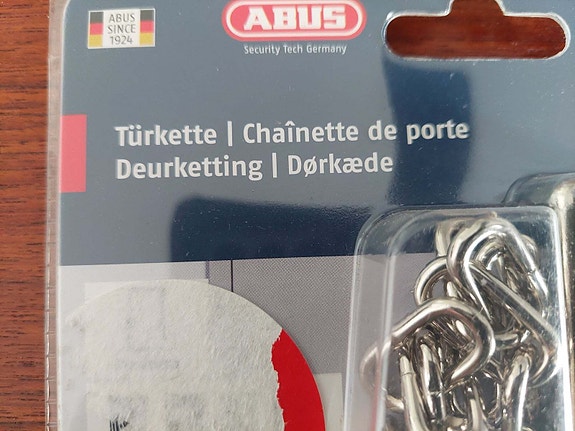 ABUS
SINCE
1924
ABUS
Security Tech Germany
Türkette | Chaînette de porte
Deurketting | Dørkæde